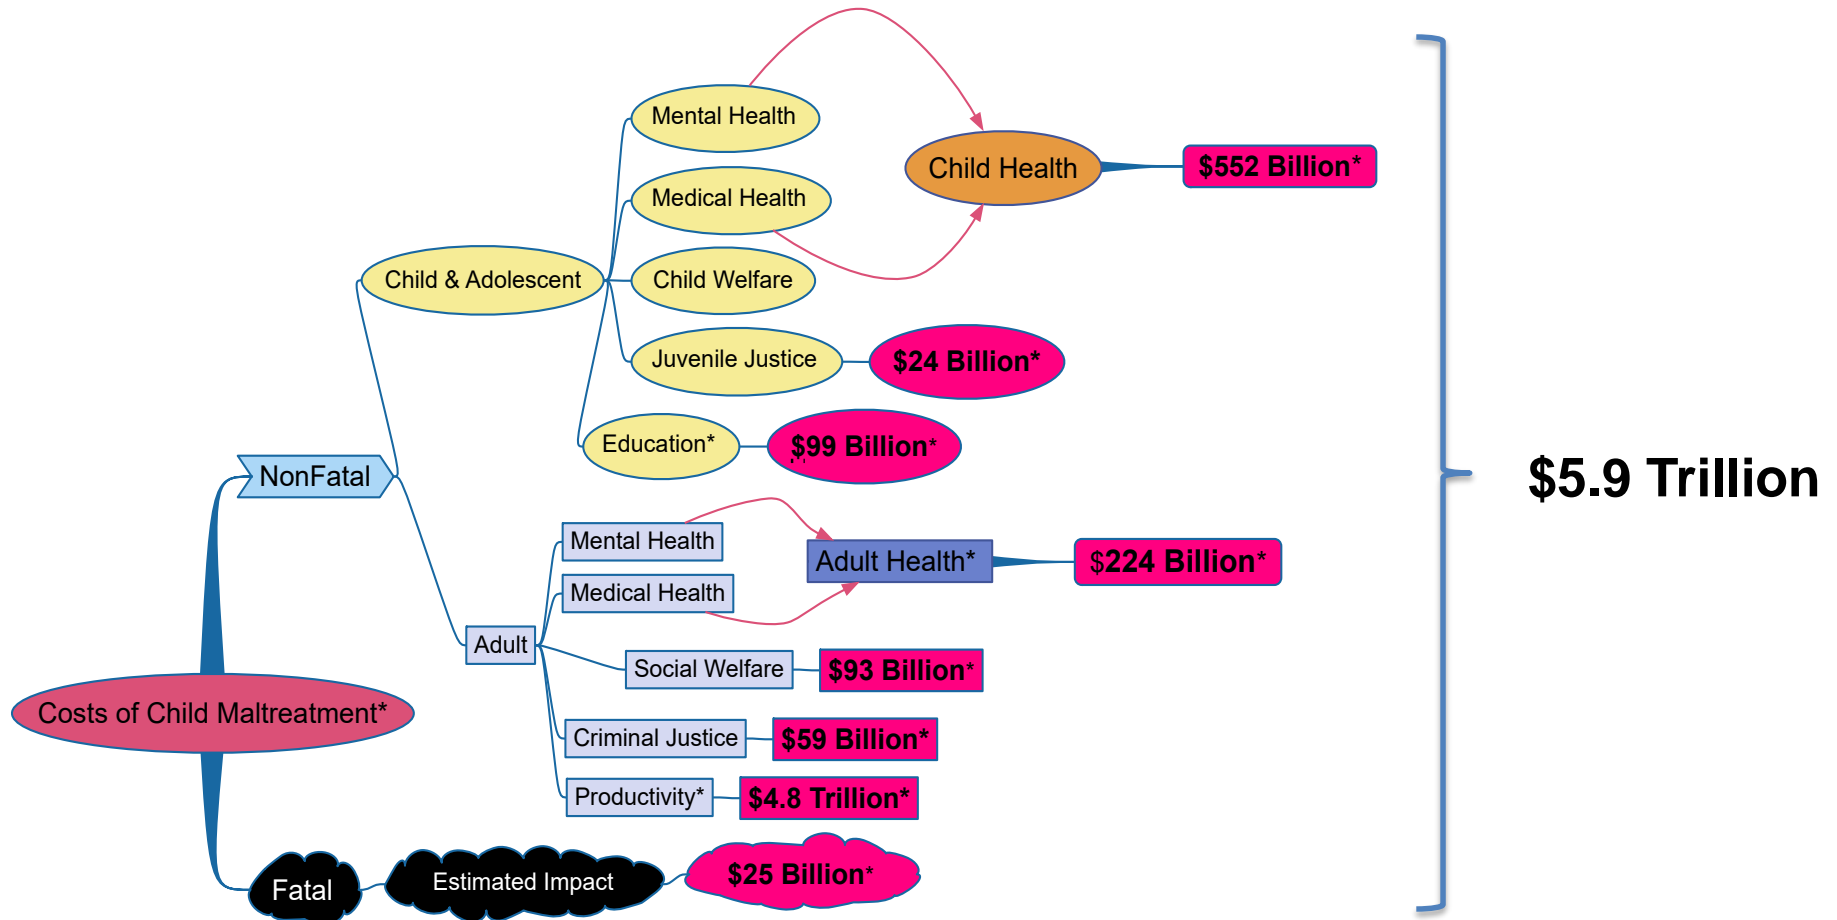 Mental Health
Child Health
$552 Billion*
Medical Health
Child & Adolescent
Child Welfare
Juvenile Justice
$24 Billion*
Education*
$99 Billion*
NonFatal
$5.9 Trillion
Mental Health
Adult Health*
$224 Billion*
Medical Health
Adult
Social Welfare
$93 Billion*
Costs of Child Maltreatment*
Criminal Justice
$59 Billion*
Productivity*
$4.8 Trillion*
Fatal
Estimated Impact
$25 Billion*